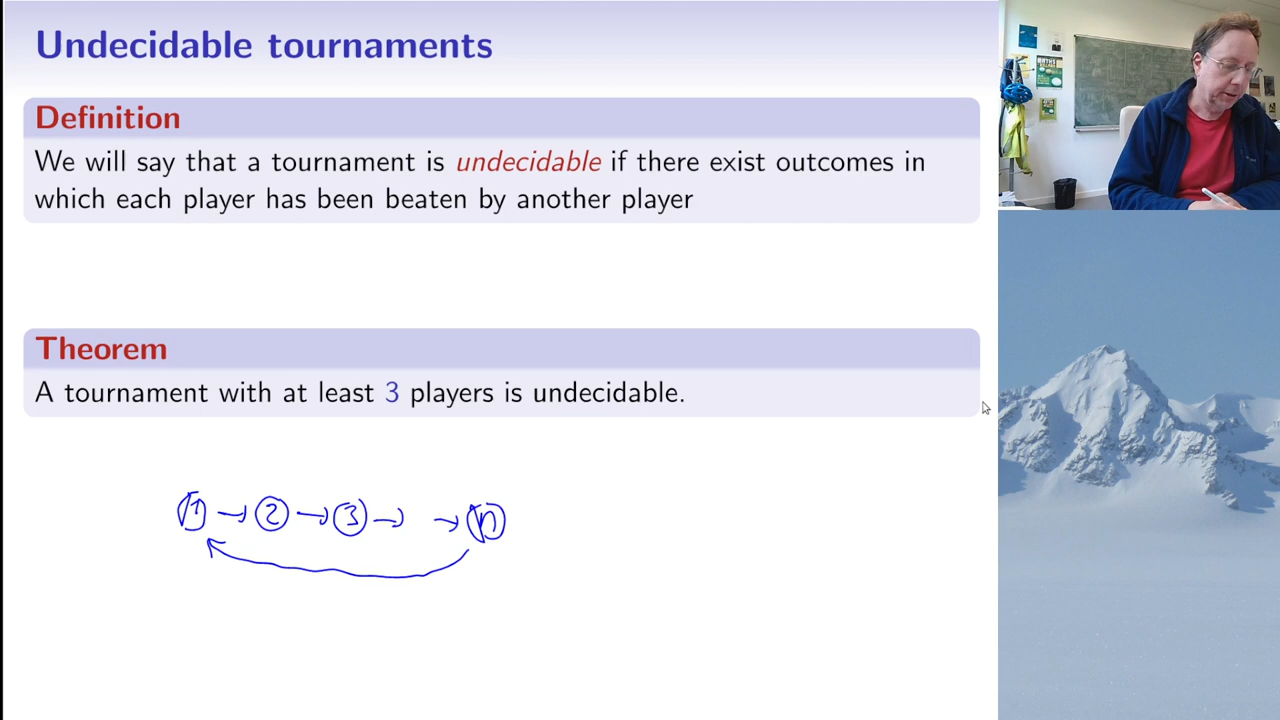 Undecidable tournaments
Definition
We will say that a tournament is undecidable if there exist outcomes in
which each player has been beaten by another player
Theorem
A tournament with at least 3 players is undecidable.
1 → 2 → 3 → → n